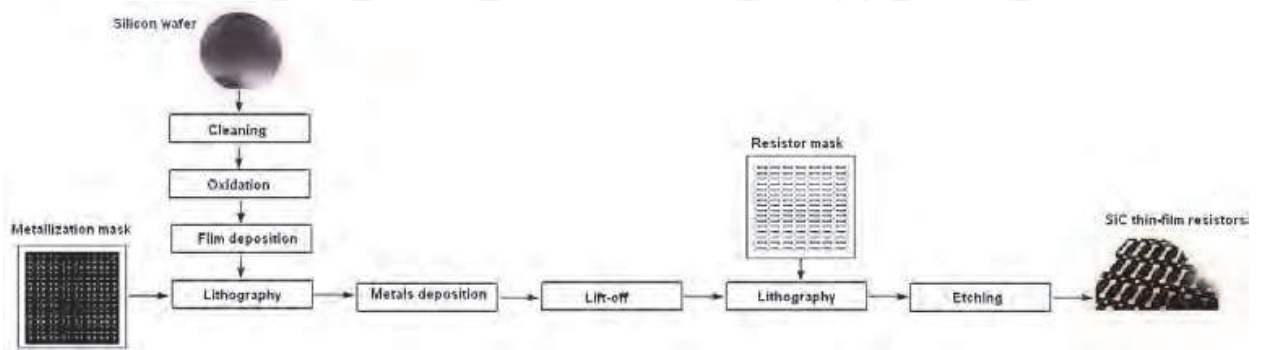 Silicon wafer
Cleaning
Oxidation
Film deposition
Metallization mask
Lithography
Metals deposition
Lift-off
Resistor mask
Lithography
Etching
SiC thin-film resistors